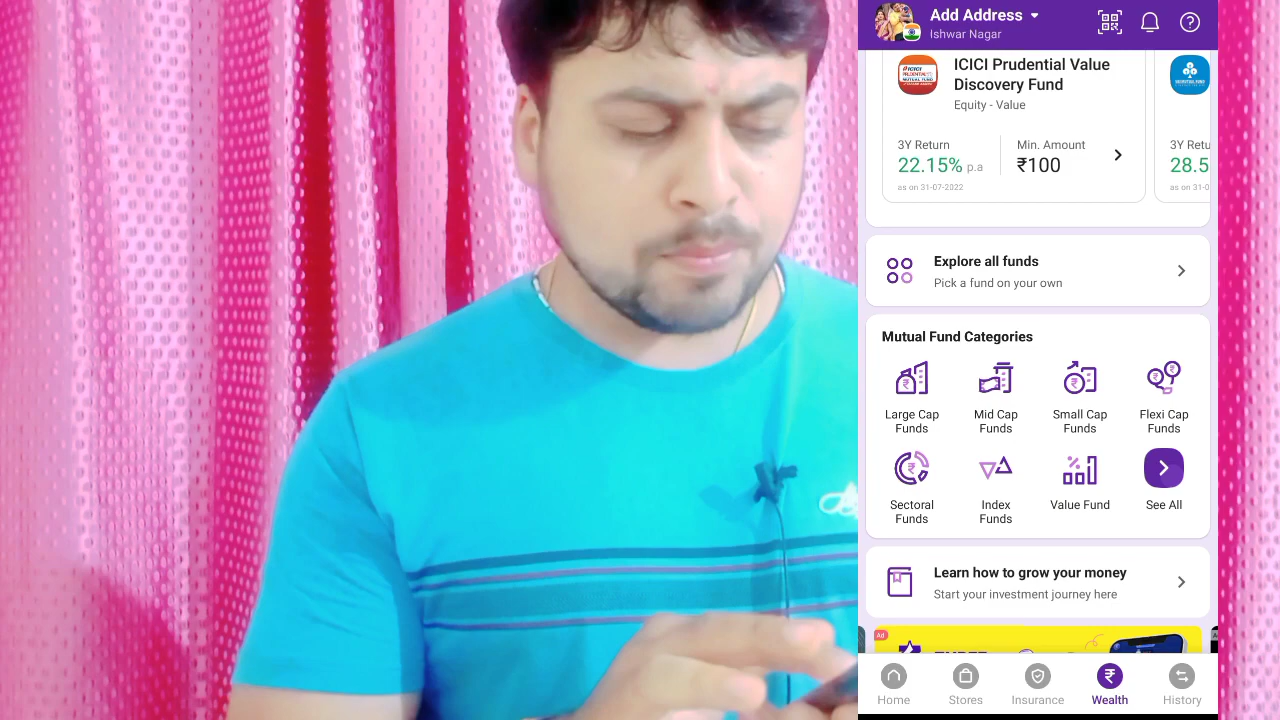 Add Address
Ishwar Nagar
ICICI Prudential Value
Discovery Fund
Equity - Value
3Y Return
22.15% p.a
as on 31-07-2022
Min. Amount
₹100
3Y Retu
28.5
as on 31-0
Explore all funds
Pick a fund on your own
Mutual Fund Categories
Large Cap
Funds
Mid Cap
Funds
Small Cap
Funds
Flexi Cap
Funds
Sectoral
Funds
Index
Funds
Value Fund
See All
Learn how to grow your money
Start your investment journey here
Ad
Home
Stores
Insurance
Wealth
History